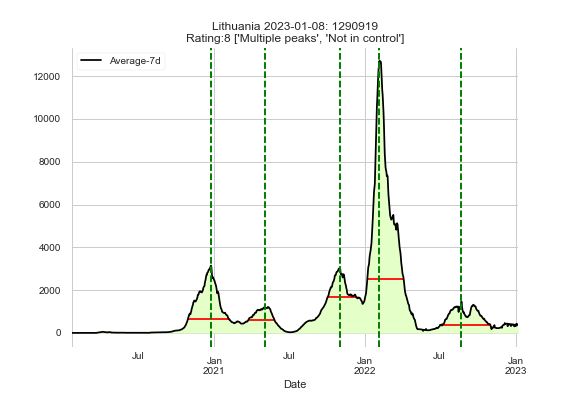 Lithuania 2023-01-08: 1290919
Rating:8 ['Multiple peaks', 'Not in control']
Average-7d
12000
10000
8000
6000
4000
2000
0
Jul
Jan
2021
Jul
Jan
2022
Jul
Jan
2023
Date